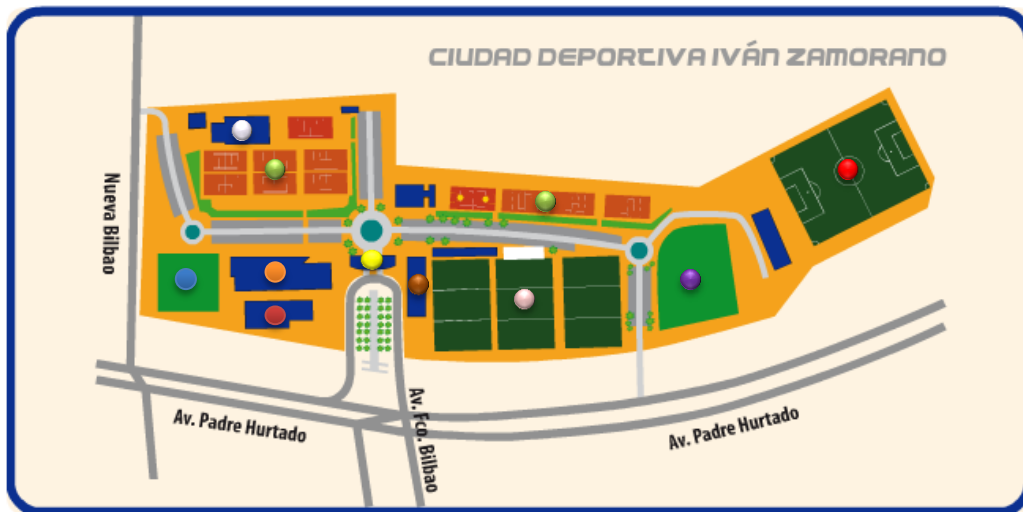 CIUDAD DEPORTIVA IVÁN ZAMORANO
Nueva Bilbao
Av. Padre Hurtado
Av. Fco. Bilbao
Av. Padre Hurtado